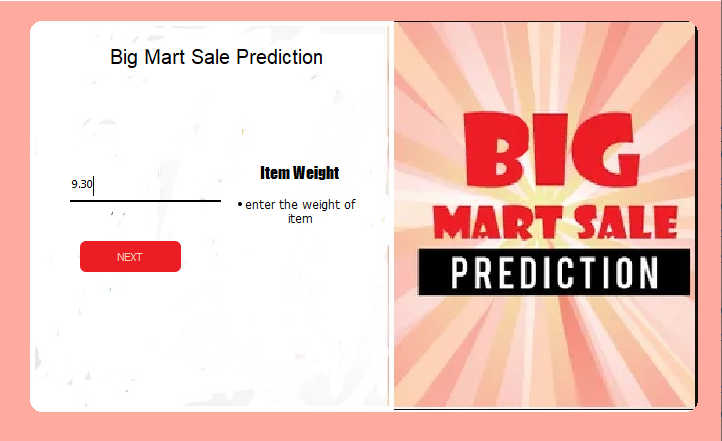 Big Mart Sale Prediction
9.30
Item Weight
• enter the weight of
item
NEXT
BIG
MART SALE
PREDICTION